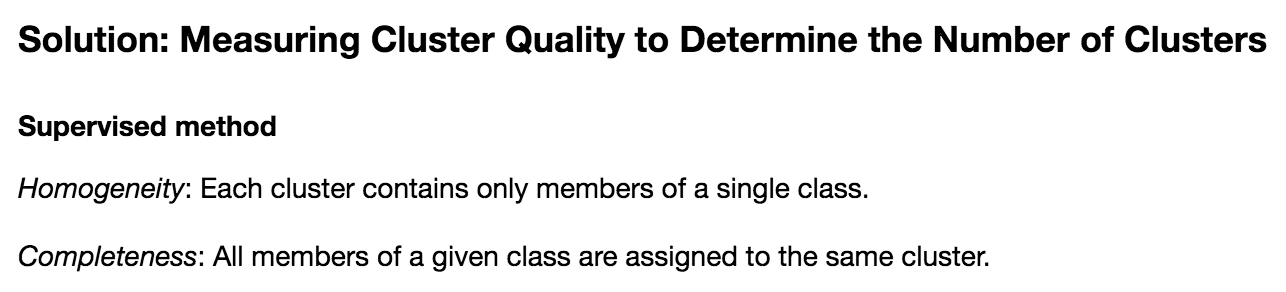 Solution: Measuring Cluster Quality to Determine the Number of Clusters
Supervised method
Homogeneity: Each cluster contains only members of a single class.
Completeness: All members of a given class are assigned to the same cluster.